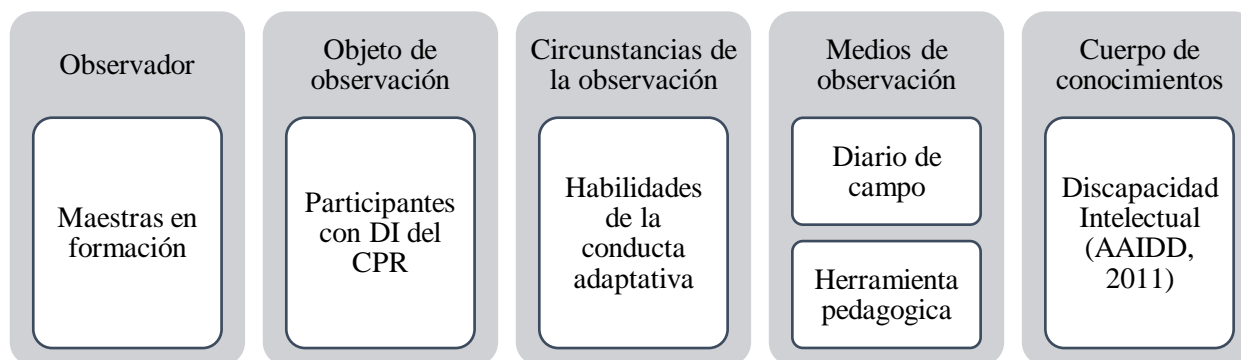 Observador
Maestras en
formación
Objeto de
observación
Participantes
con DI del
CPR
Circunstancias de
la observación
Habilidades
de la
conducta
adaptativa
Medios de
observación
Diario de
campo
Herramienta
pedagogica
Cuerpo de
conocimientos
Discapacidad
Intelectual
(AAIDD,
2011)